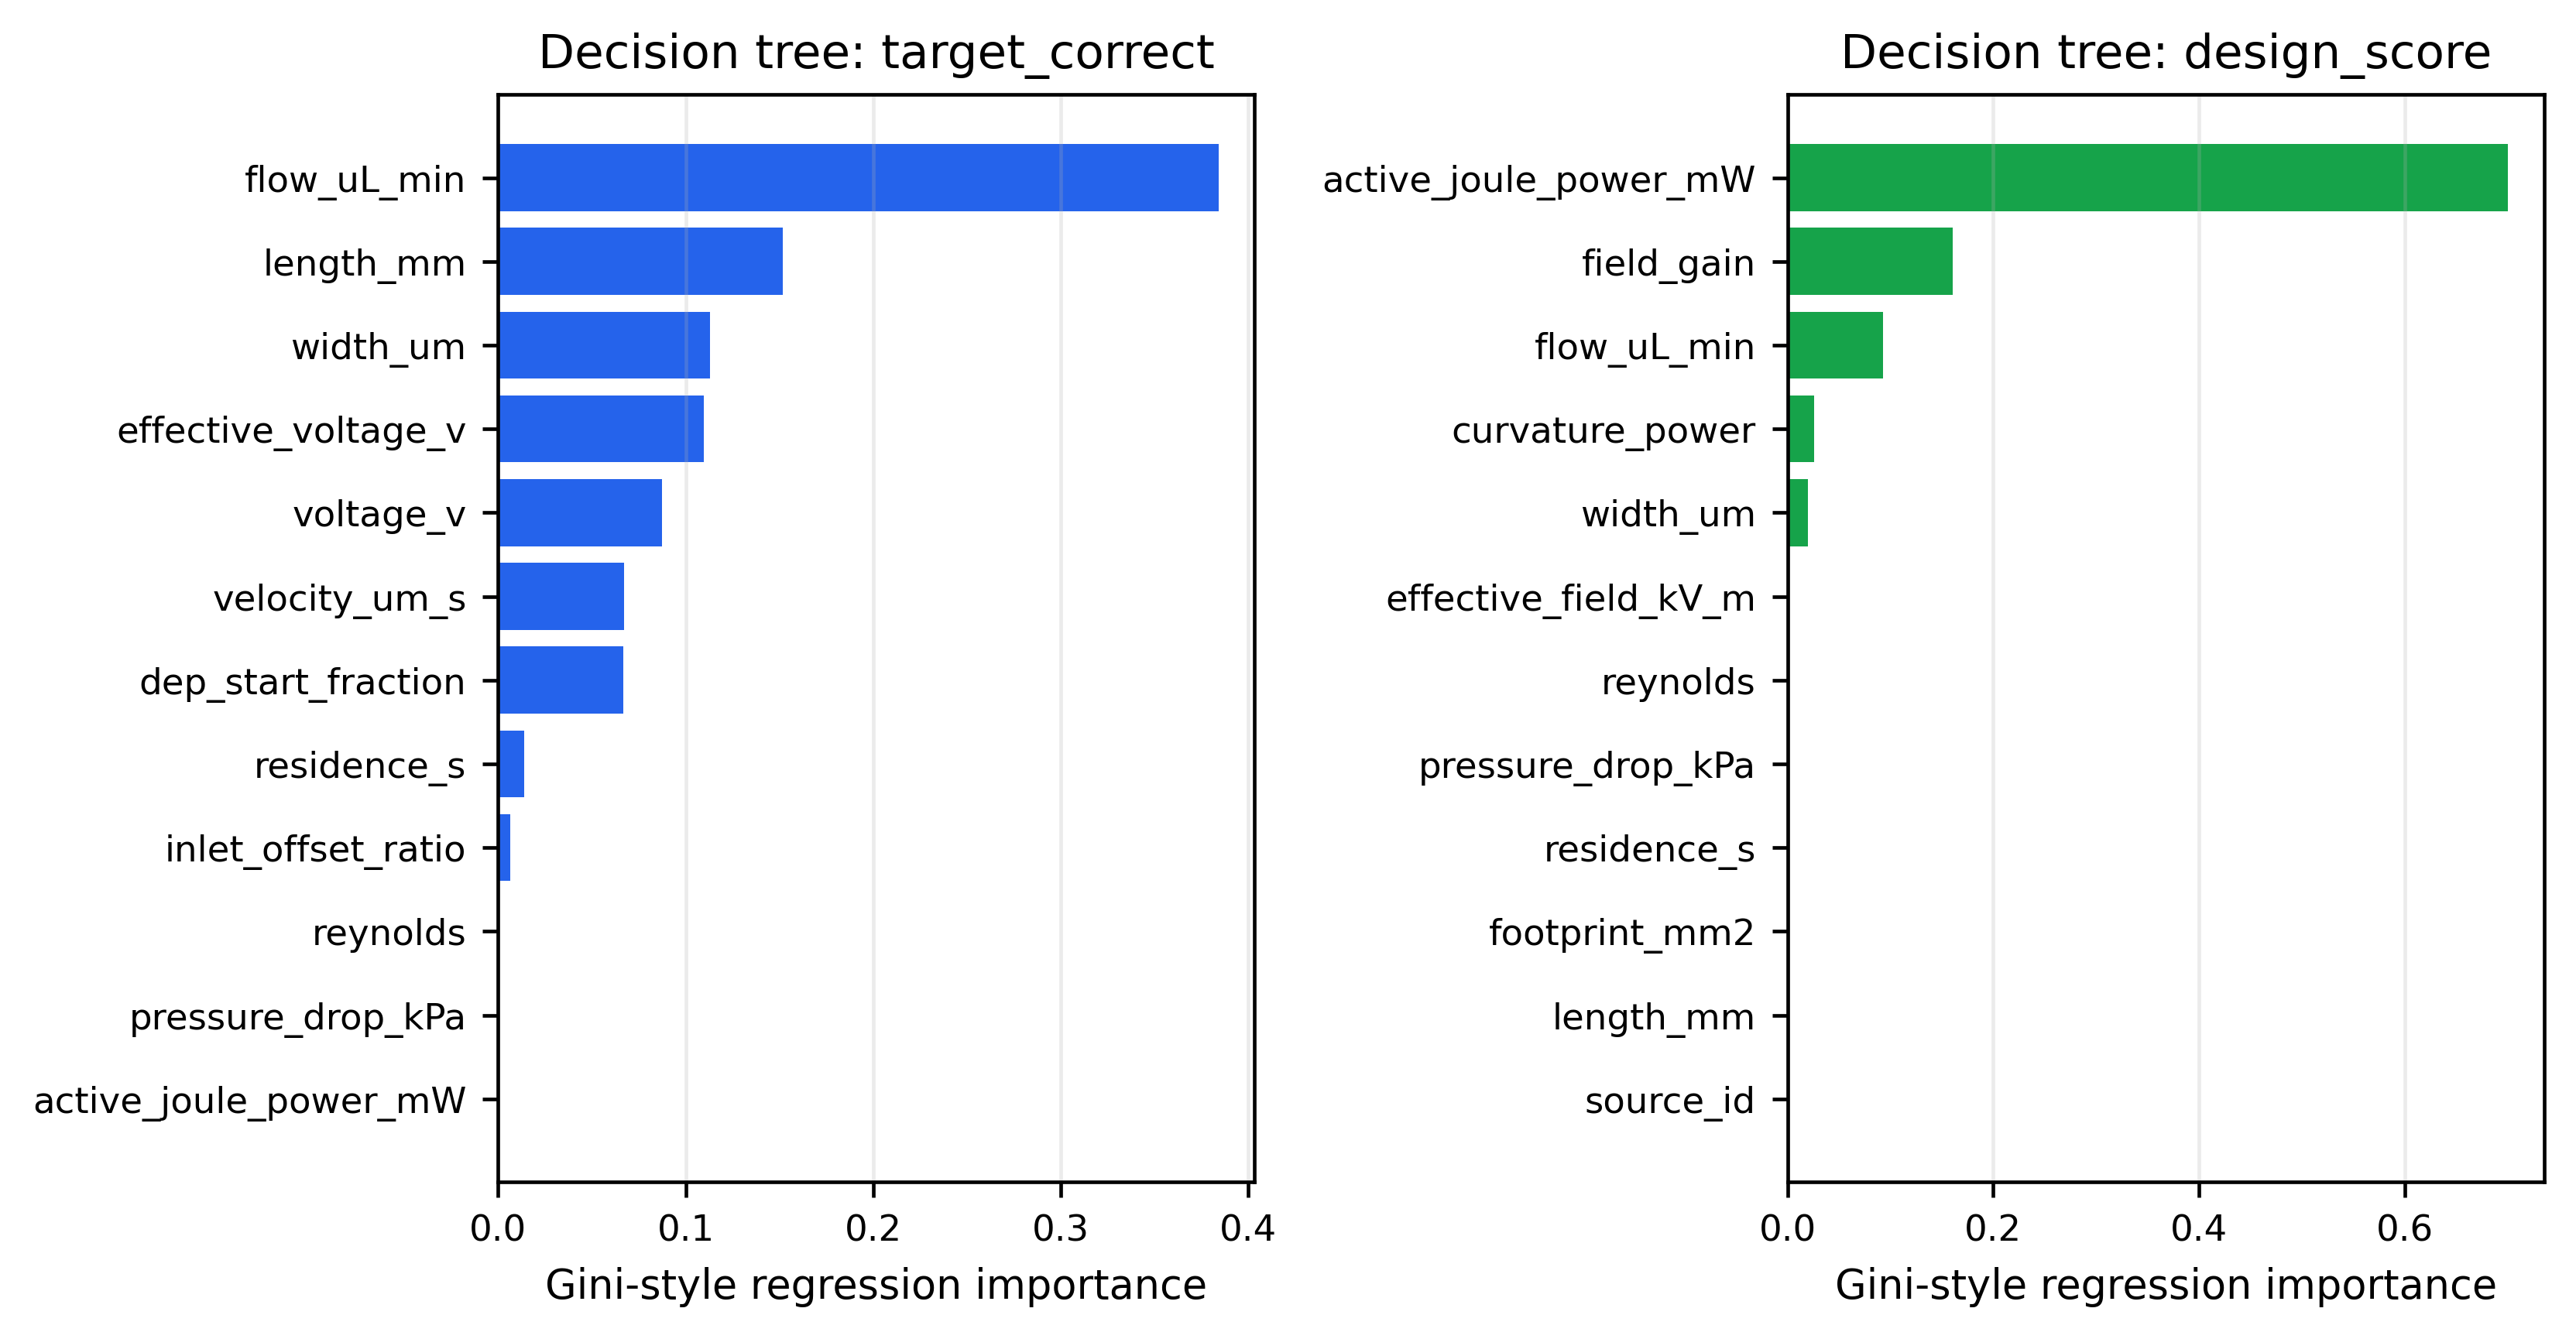 Decision tree: target_correct
flow_uL_min
length_mm
width_um
effective_voltage_v
voltage_v
velocity_um_s
dep_start_fraction
residence_s
inlet_offset_ratio
reynolds
pressure_drop_kPa
active_joule_power_mW
0.0 0.1 0.2 0.3 0.4
Gini-style regression importance
Decision tree: design_score
active_joule_power_mW
field_gain
flow_uL_min
curvature_power
width_um
effective_field_kV_m
reynolds
pressure_drop_kPa
residence_s
footprint_mm2
length_mm
source_id
0.0 0.2 0.4 0.6
Gini-style regression importance